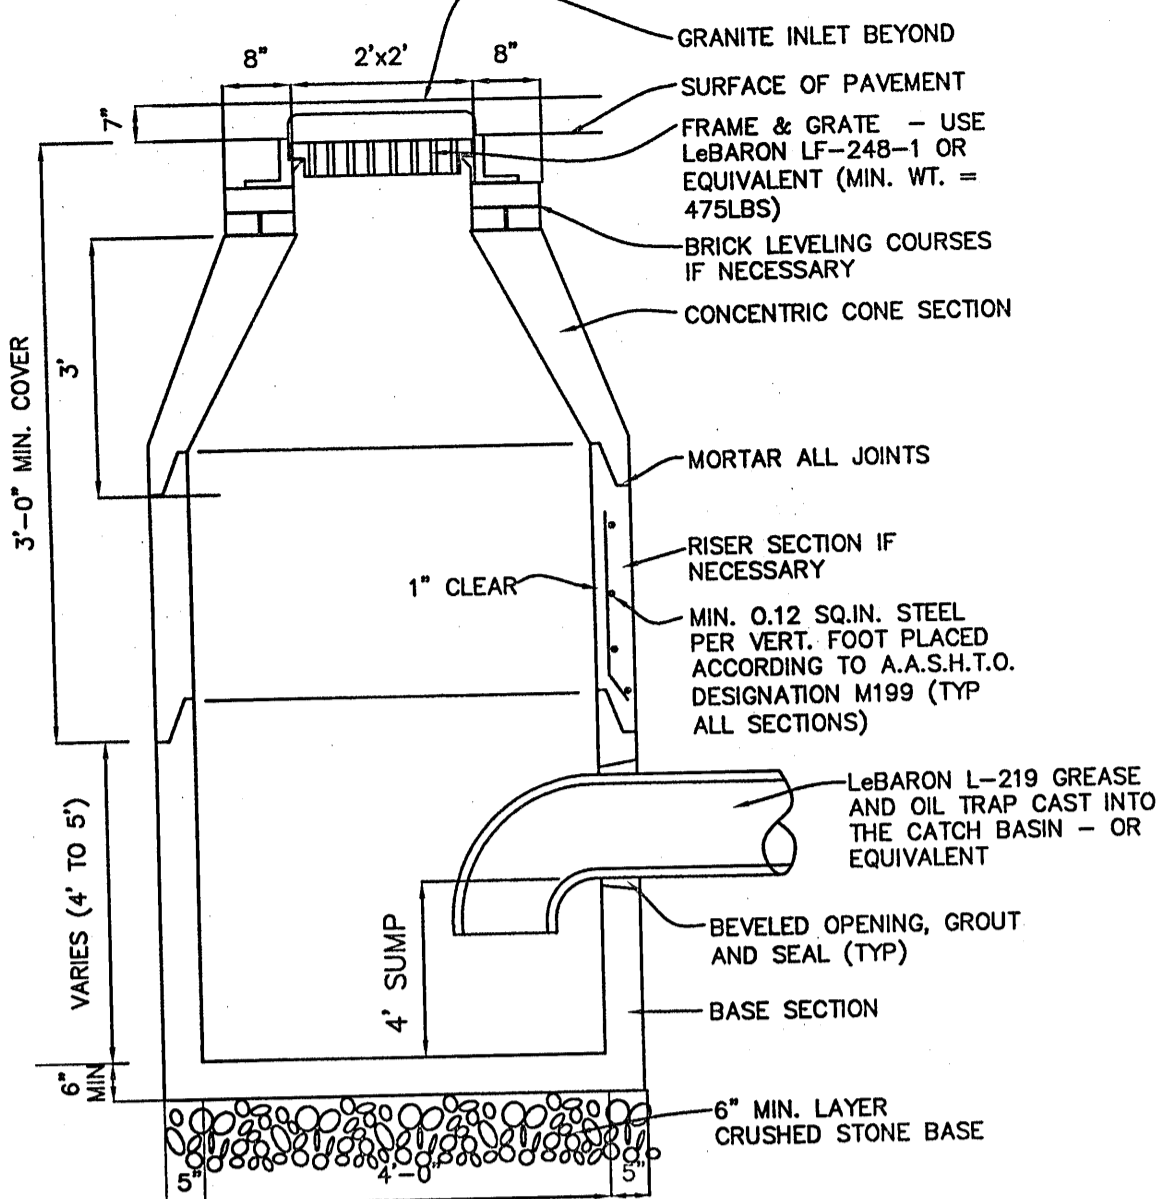 GRANITE INLET BEYOND
8"
2'x2'
8"
SURFACE OF PAVEMENT
7"
FRAME & GRATE - USE
LeBARON LF-248-1 OR
EQUIVALENT (MIN. WT. =
475LBS)
BRICK LEVELING COURSES
IF NECESSARY
CONCENTRIC CONE SECTION
3'-0" MIN. COVER
3'
MORTAR ALL JOINTS
RISER SECTION IF
NECESSARY
1" CLEAR
MIN. 0.12 SQ.IN. STEEL
PER VERT. FOOT PLACED
ACCORDING TO A.A.S.H.T.O.
DESIGNATION M199 (TYP
ALL SECTIONS)
LeBARON L-219 GREASE
AND OIL TRAP CAST INTO
THE CATCH BASIN - OR
EQUIVALENT
VARIES (4' TO 5')
4' SUMP
BEVELED OPENING, GROUT
AND SEAL (TYP)
BASE SECTION
6"
MIN
6" MIN. LAYER
CRUSHED STONE BASE
5"
4'-0"
5"